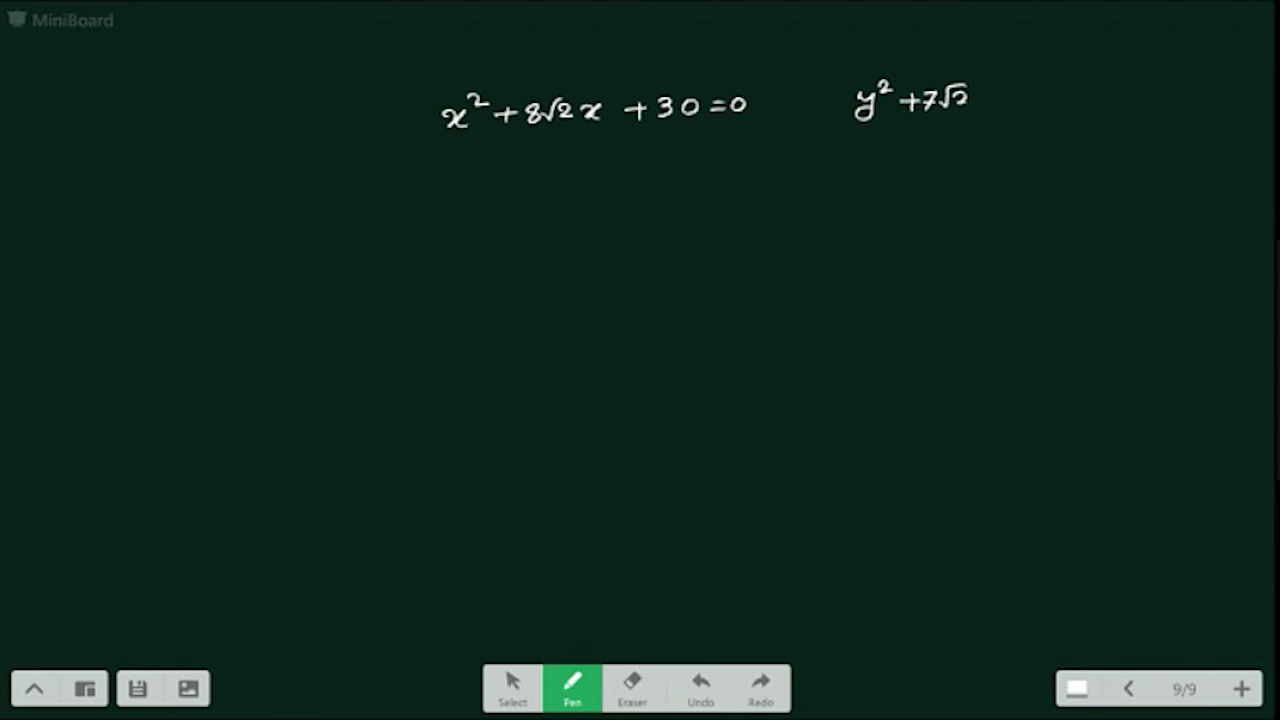 MiniBoard
x² + 8√2 x + 30 = 0 y² + 7√2
Select Pen Eraser Undo Redo 9/9